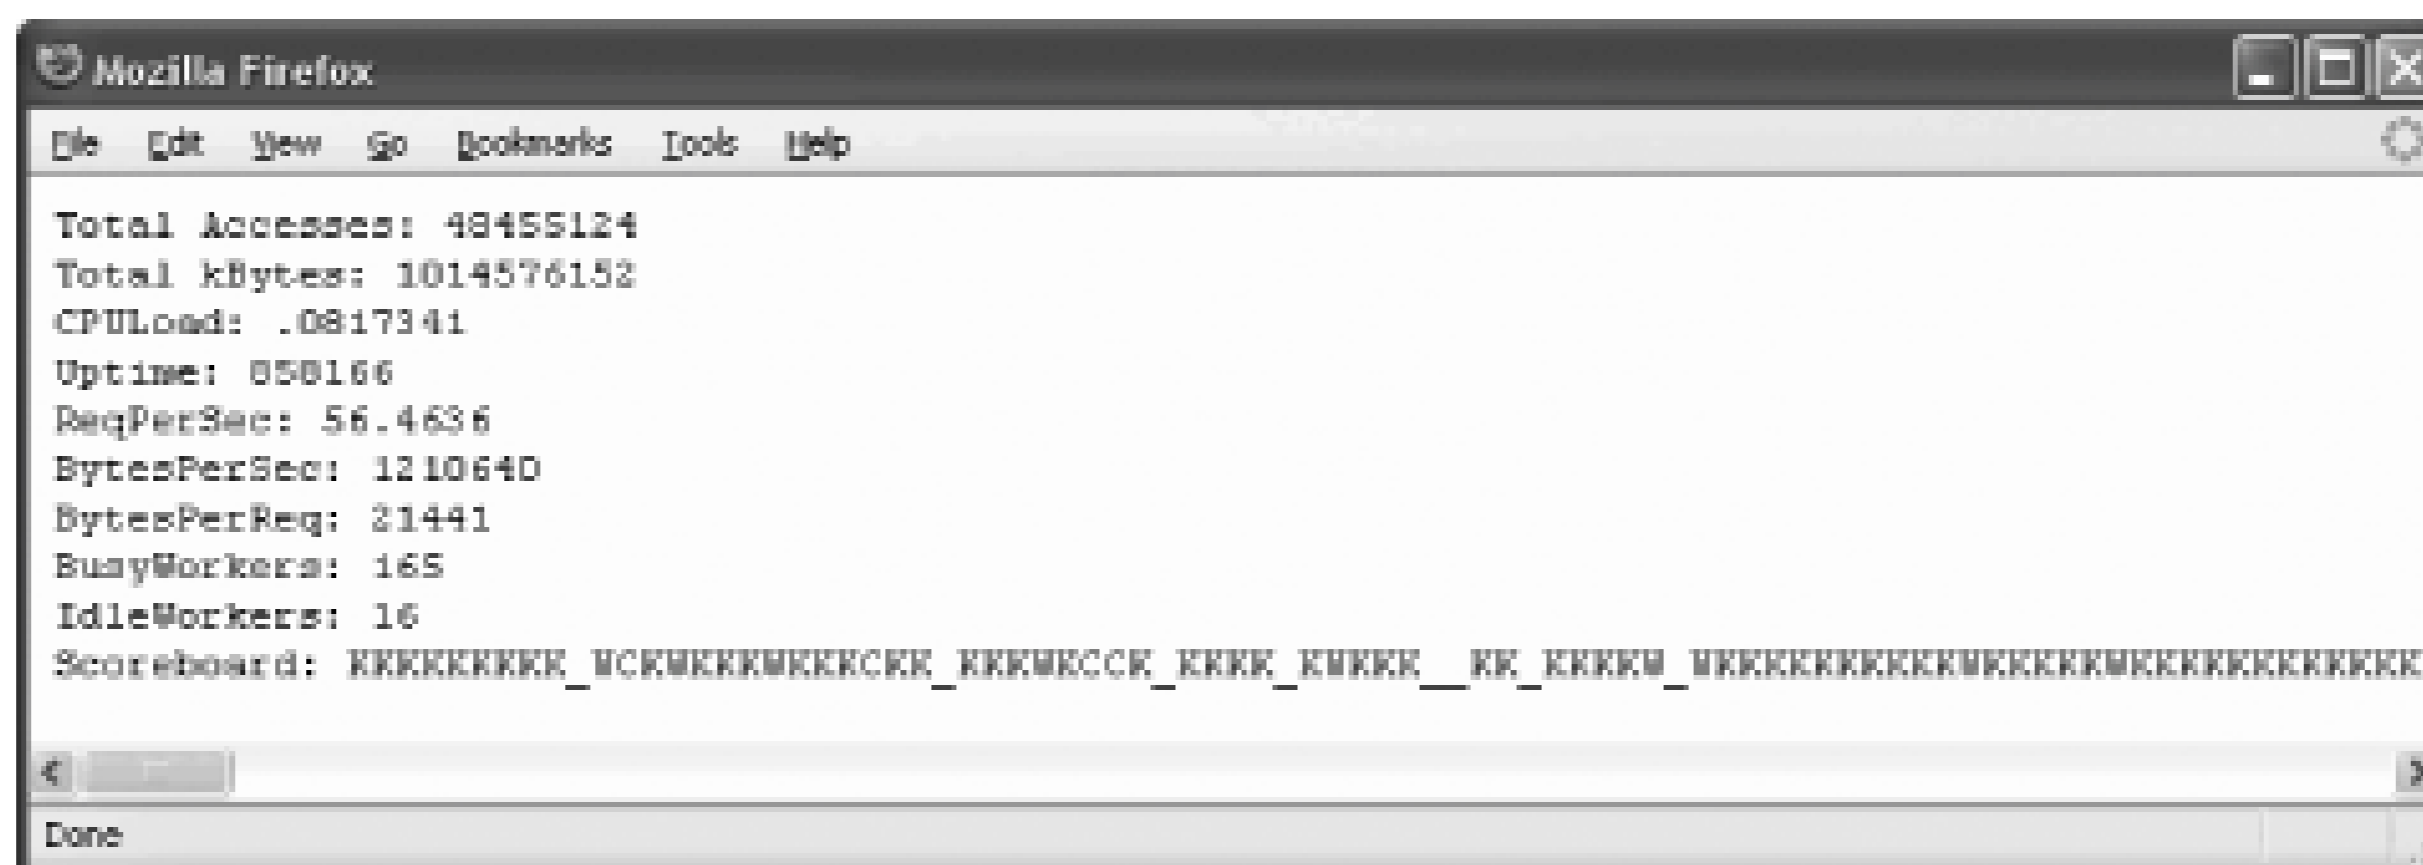 Mozilla Firefox
File Edit View Go Bookmarks Tools Help
Total Accesses: 48455124
Total kBytes: 1014576152
CPULoad: .0817341
Uptime: 858166
ReqPerSec: 56.4636
BytesPerSec: 1210640
BytesPerReq: 21441
BusyWorkers: 165
IdleWorkers: 16
Scoreboard: KKKKKKKKK_WCKWKKKWKKKCKK_KKKWKCCK_KKKK_KWKKK__KK_KKKKW_WKKKKKKKKKKWKKKKKWKKKKKKKKKKKK
Done